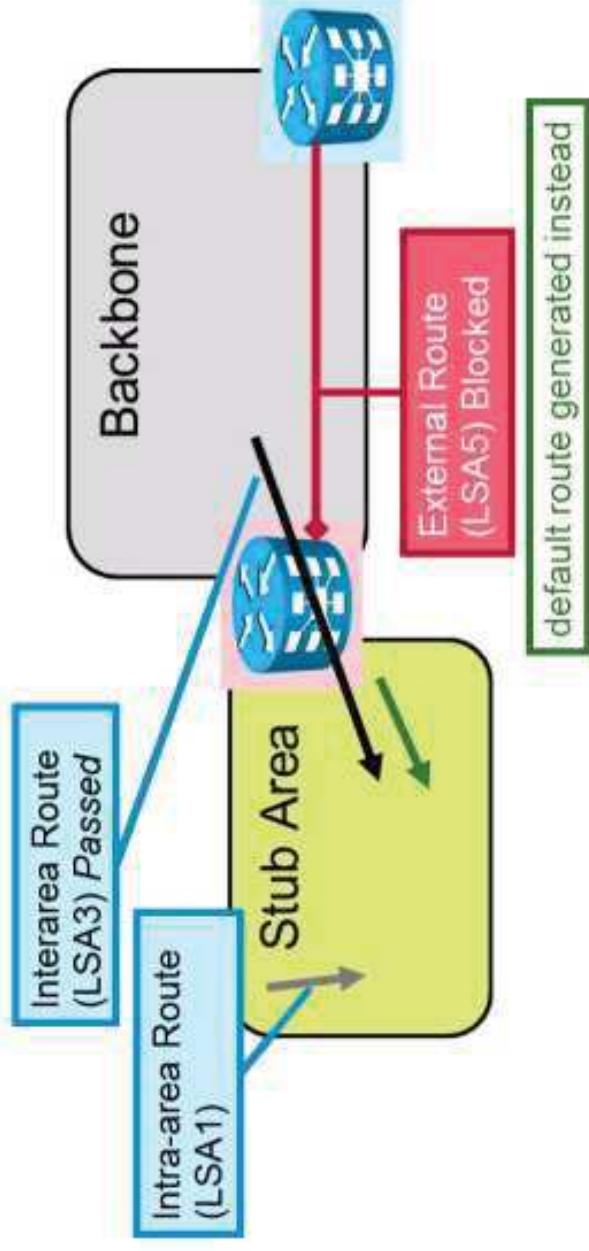 Interarea Route
(LSA3) Passed
Intra-area Route
(LSA1)
Stub Area
Backbone
External Route
(LSA5) Blocked
default route generated instead